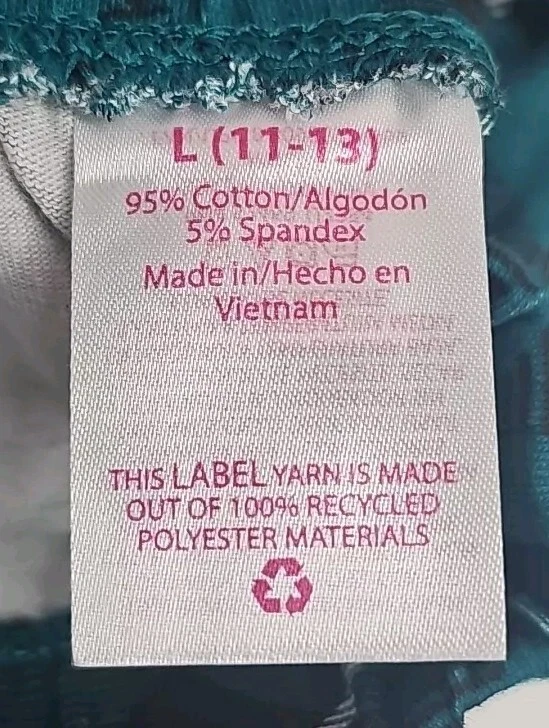 L (11-13)
95% Cotton/Algodón
5% Spandex
Made in/Hecho en
Vietnam
THIS LABEL YARN IS MADE
OUT OF 100% RECYCLED
POLYESTER MATERIALS